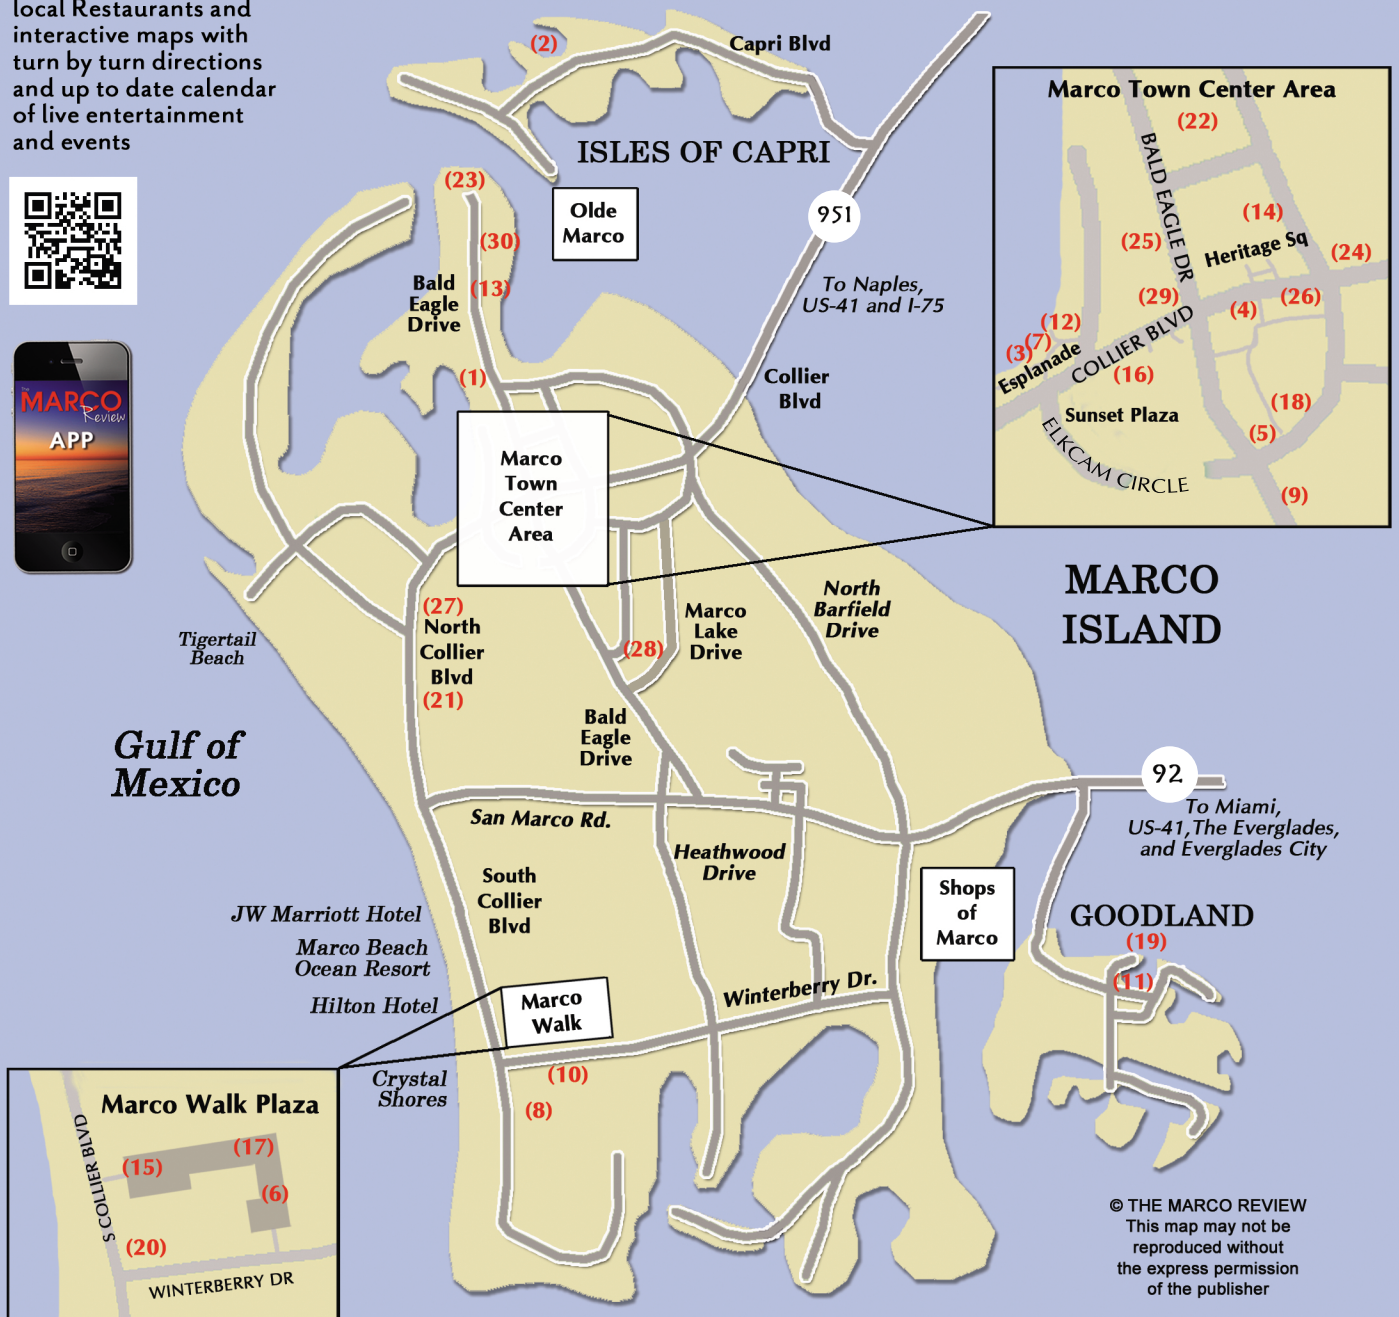 local Restaurants and
interactive maps with
turn by turn directions
and up to date calendar
of live entertainment
and events
The
MARCO
Review
APP
(2)
Capri Blvd
ISLES OF CAPRI
951
To Naples,
US-41 and I-75
Collier
Blvd
(23)
Olde
Marco
(30)
(13)
Bald
Eagle
Drive
(1)
Marco
Town
Center
Area
Marco Town Center Area
(22)
BALD EAGLE DR
(14)
(25)
Heritage Sq
(24)
(29)
(26)
(4)
(12)
(7)
(3)
COLLIER BLVD
Esplanade
(16)
(18)
Sunset Plaza
(5)
ELKCAM CIRCLE
(9)
MARCO
ISLAND
North
Barfield
Drive
Marco
Lake
Drive
(28)
(27)
North
Collier
Blvd
(21)
Tigertail
Beach
Gulf of
Mexico
Bald
Eagle
Drive
92
To Miami,
US-41,The Everglades,
and Everglades City
San Marco Rd.
Heathwood
Drive
South
Collier
Blvd
Shops
of
Marco
GOODLAND
(19)
(11)
JW Marriott Hotel
Marco Beach
Ocean Resort
Hilton Hotel
Marco
Walk
Winterberry Dr.
(10)
(8)
Crystal
Shores
Marco Walk Plaza
S COLLIER BLVD
(17)
(15)
(6)
(20)
WINTERBERRY DR
© THE MARCO REVIEW
This map may not be
reproduced without
the express permission
of the publisher